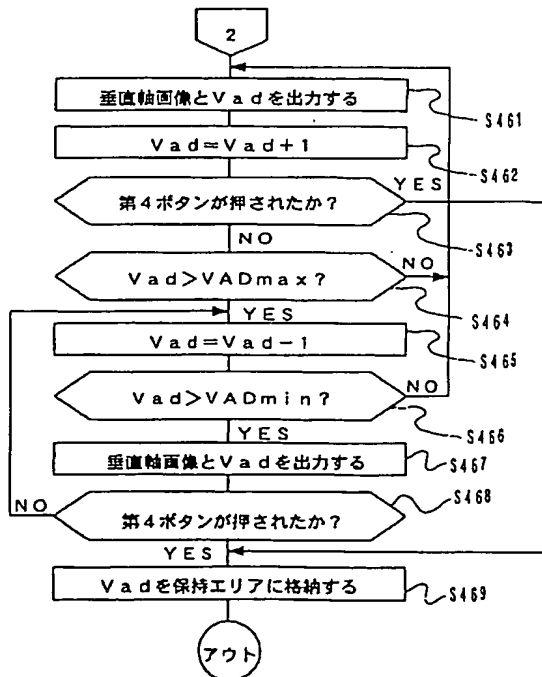 2
垂直軸画像とVadを出力する
S461
Vad=Vad+1
S462
YES
第4ボタンが押されたか?
S463
NO
Vad>VADmax?
NO
S464
YES
Vad=Vad-1
S465
Vad>VADmin?
NO
S466
YES
垂直軸画像とVadを出力する
S467
NO
第4ボタンが押されたか?
S468
YES
Vadを保持エリアに格納する
S469
アウト